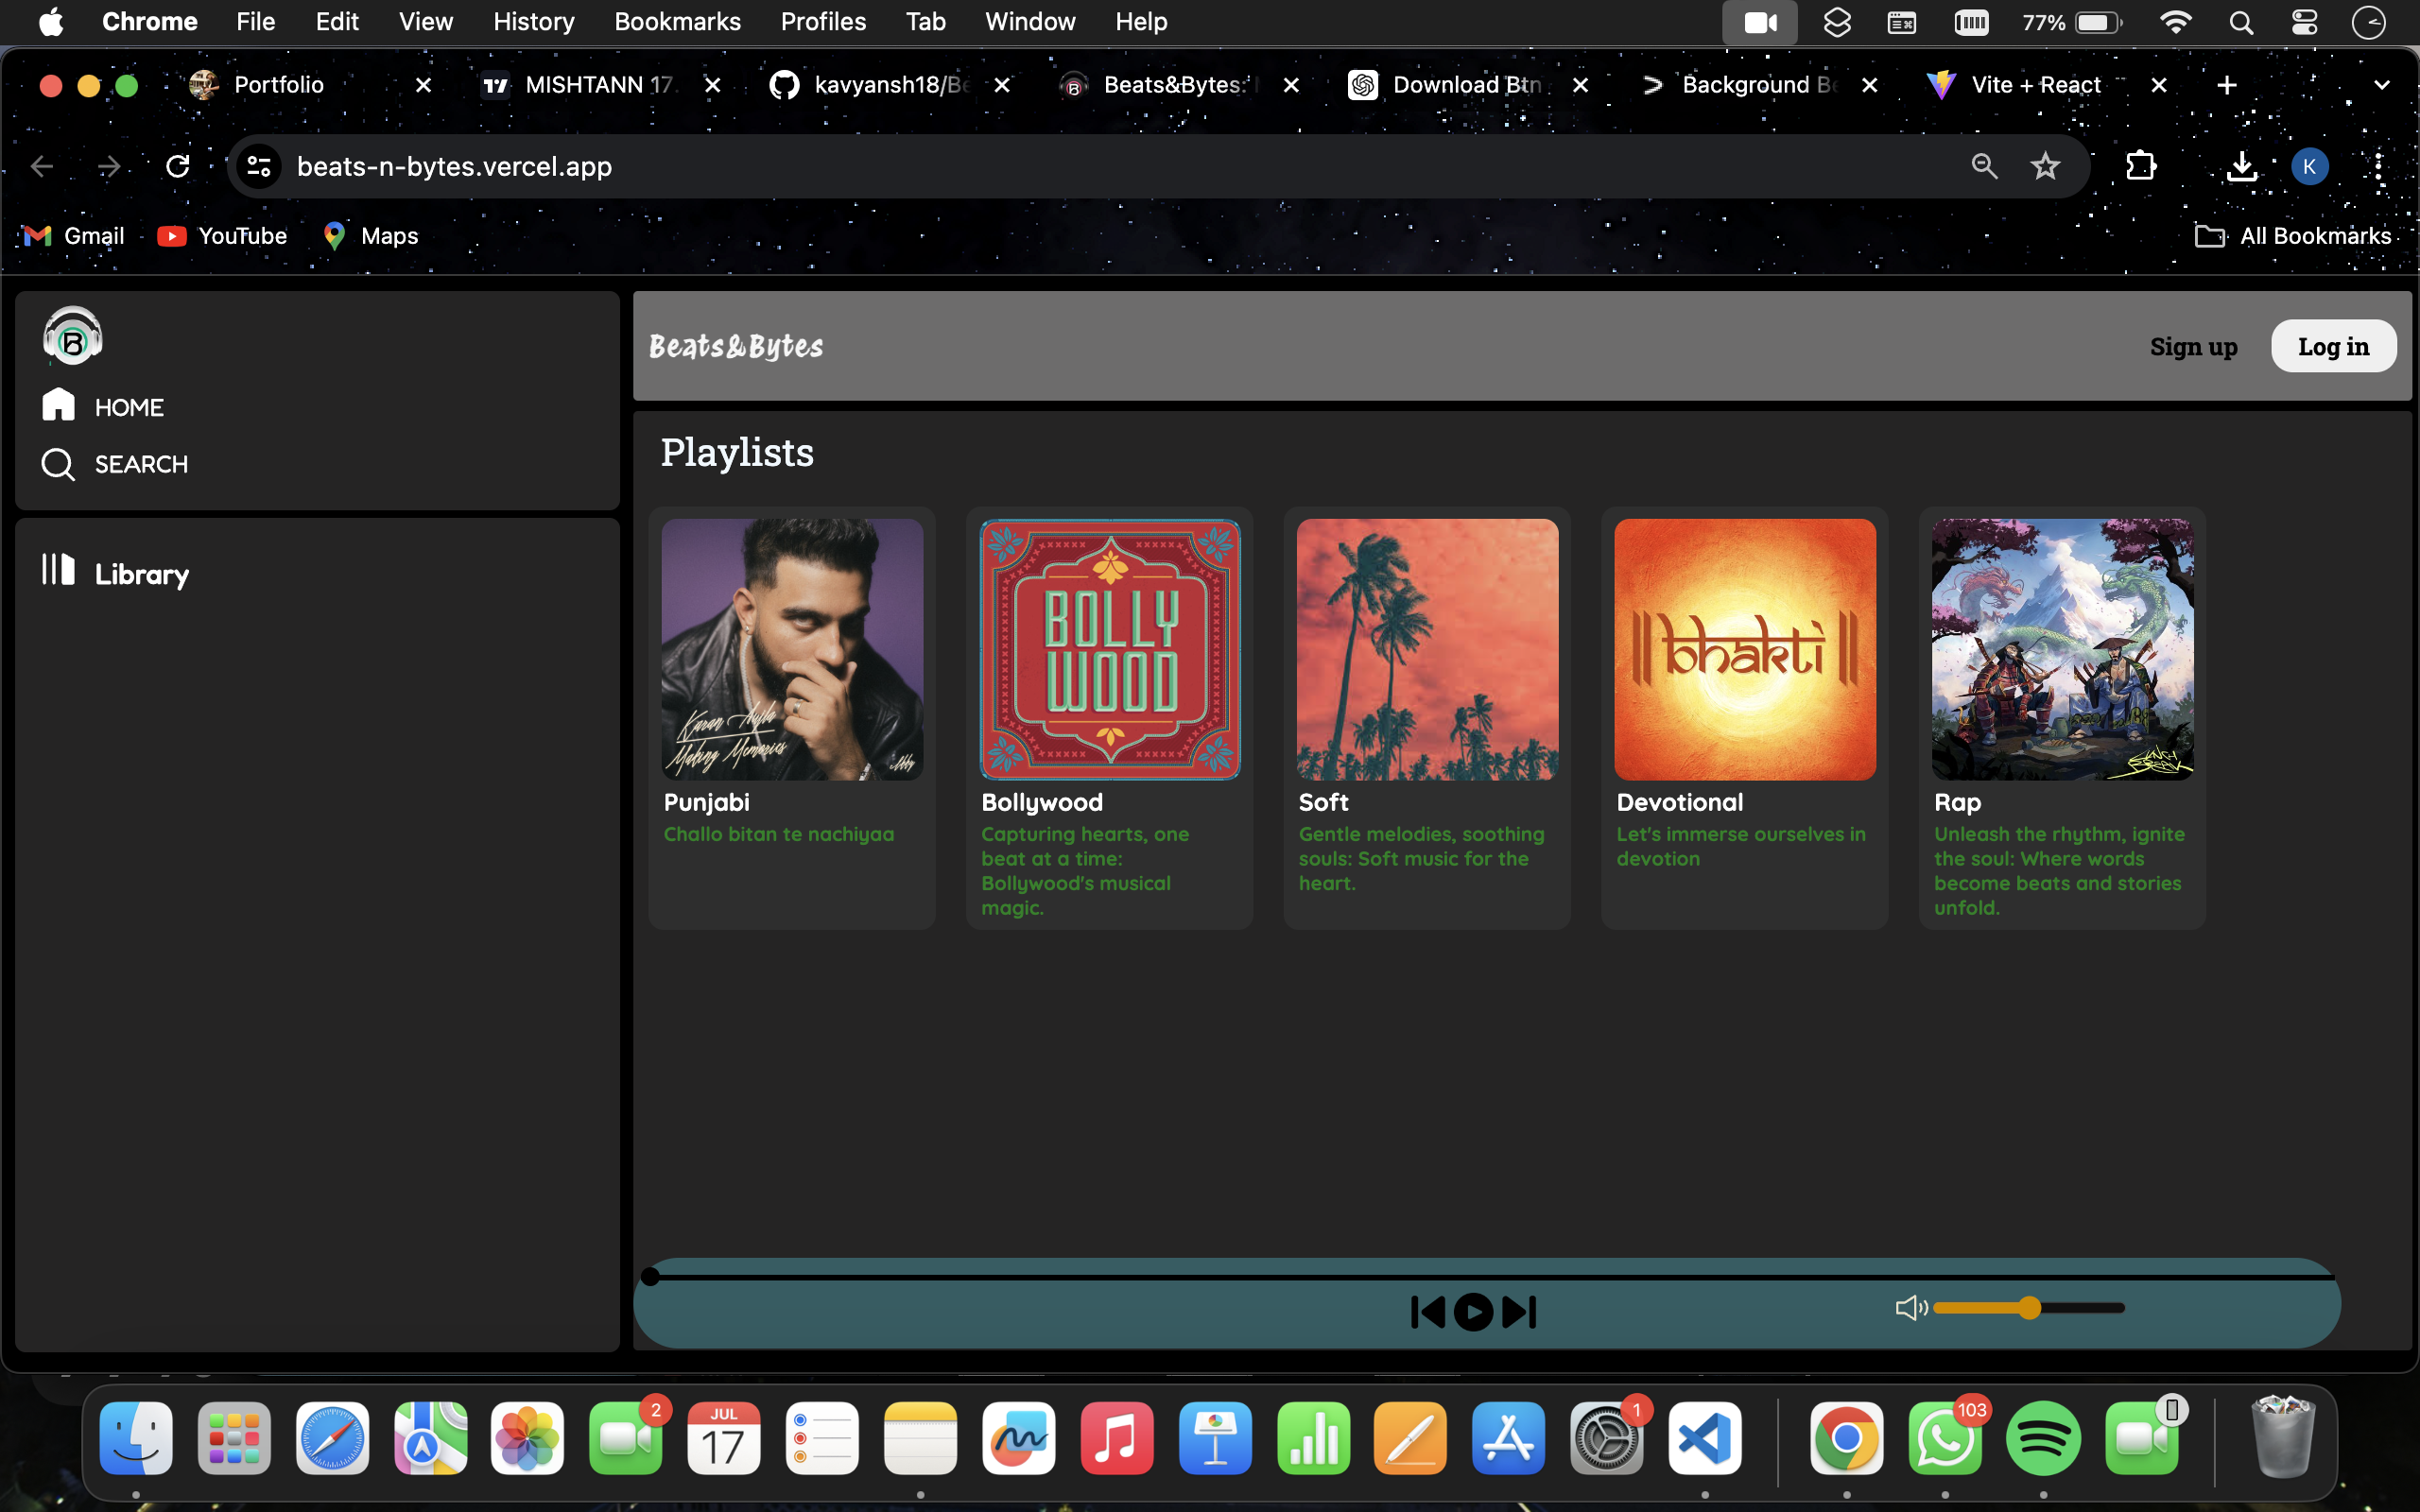 Chrome File Edit View History Bookmarks Profiles Tab Window Help 77%
Portfolio MISHTANN 17 kavyansh18/Be Beats&Bytes: Download Btn Background Be Vite + React
beats-n-bytes.vercel.app K
Gmail YouTube Maps All Bookmarks
B
HOME
SEARCH
Library
Beats&Bytes Sign up Log in
Playlists
Karan Aujla
Making Memories
BOLLY
WOOD
||bhakti||
Punjabi
Challo bitan te nachiyaa
Bollywood
Capturing hearts, one
beat at a time:
Bollywood's musical
magic.
Soft
Gentle melodies, soothing
souls: Soft music for the
heart.
Devotional
Let's immerse ourselves in
devotion
Rap
Unleash the rhythm, ignite
the soul: Where words
become beats and stories
unfold.
2 JUL 1 103
17